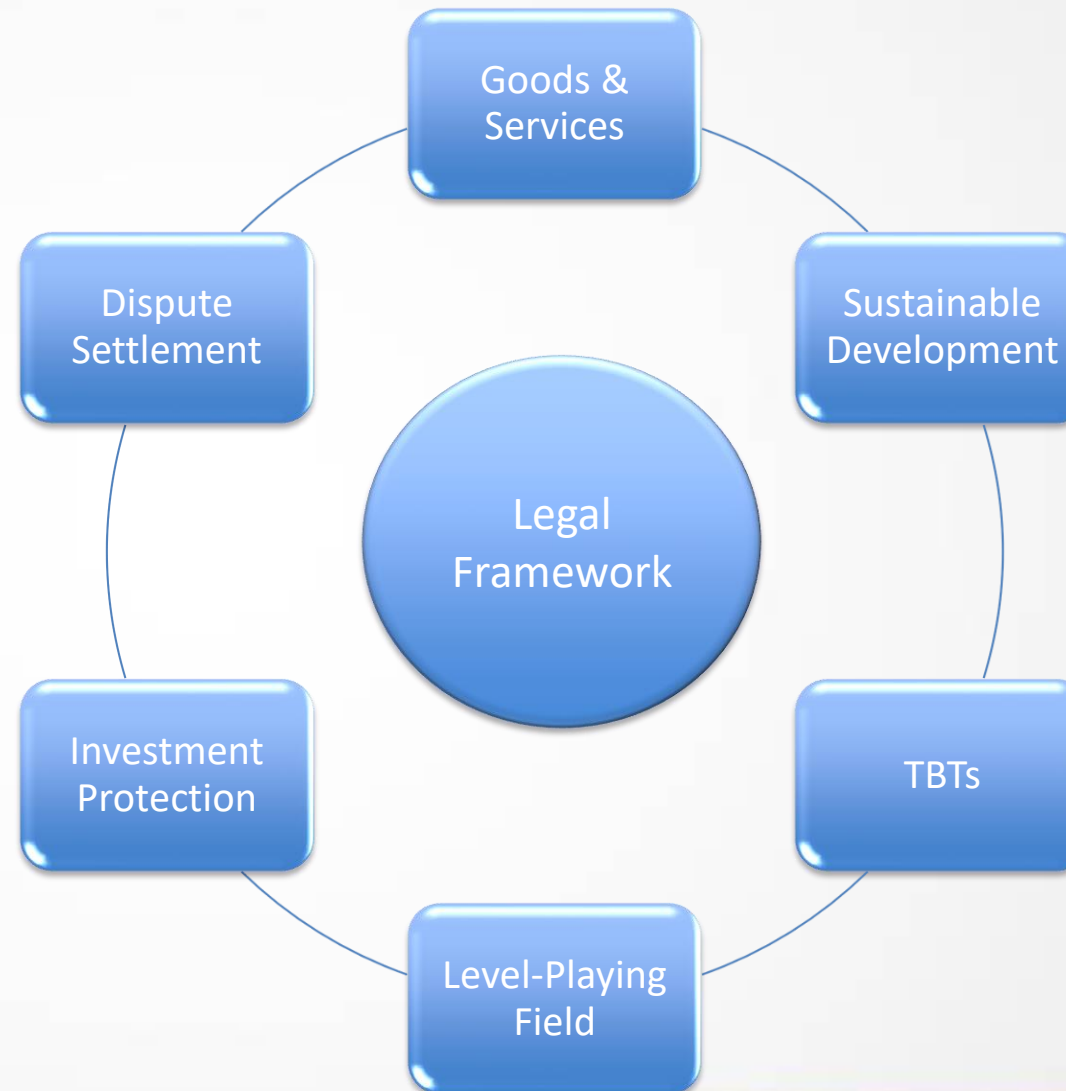 Goods &
Services
Sustainable
Development
TBTs
Level-Playing
Field
Investment
Protection
Dispute
Settlement
Legal
Framework